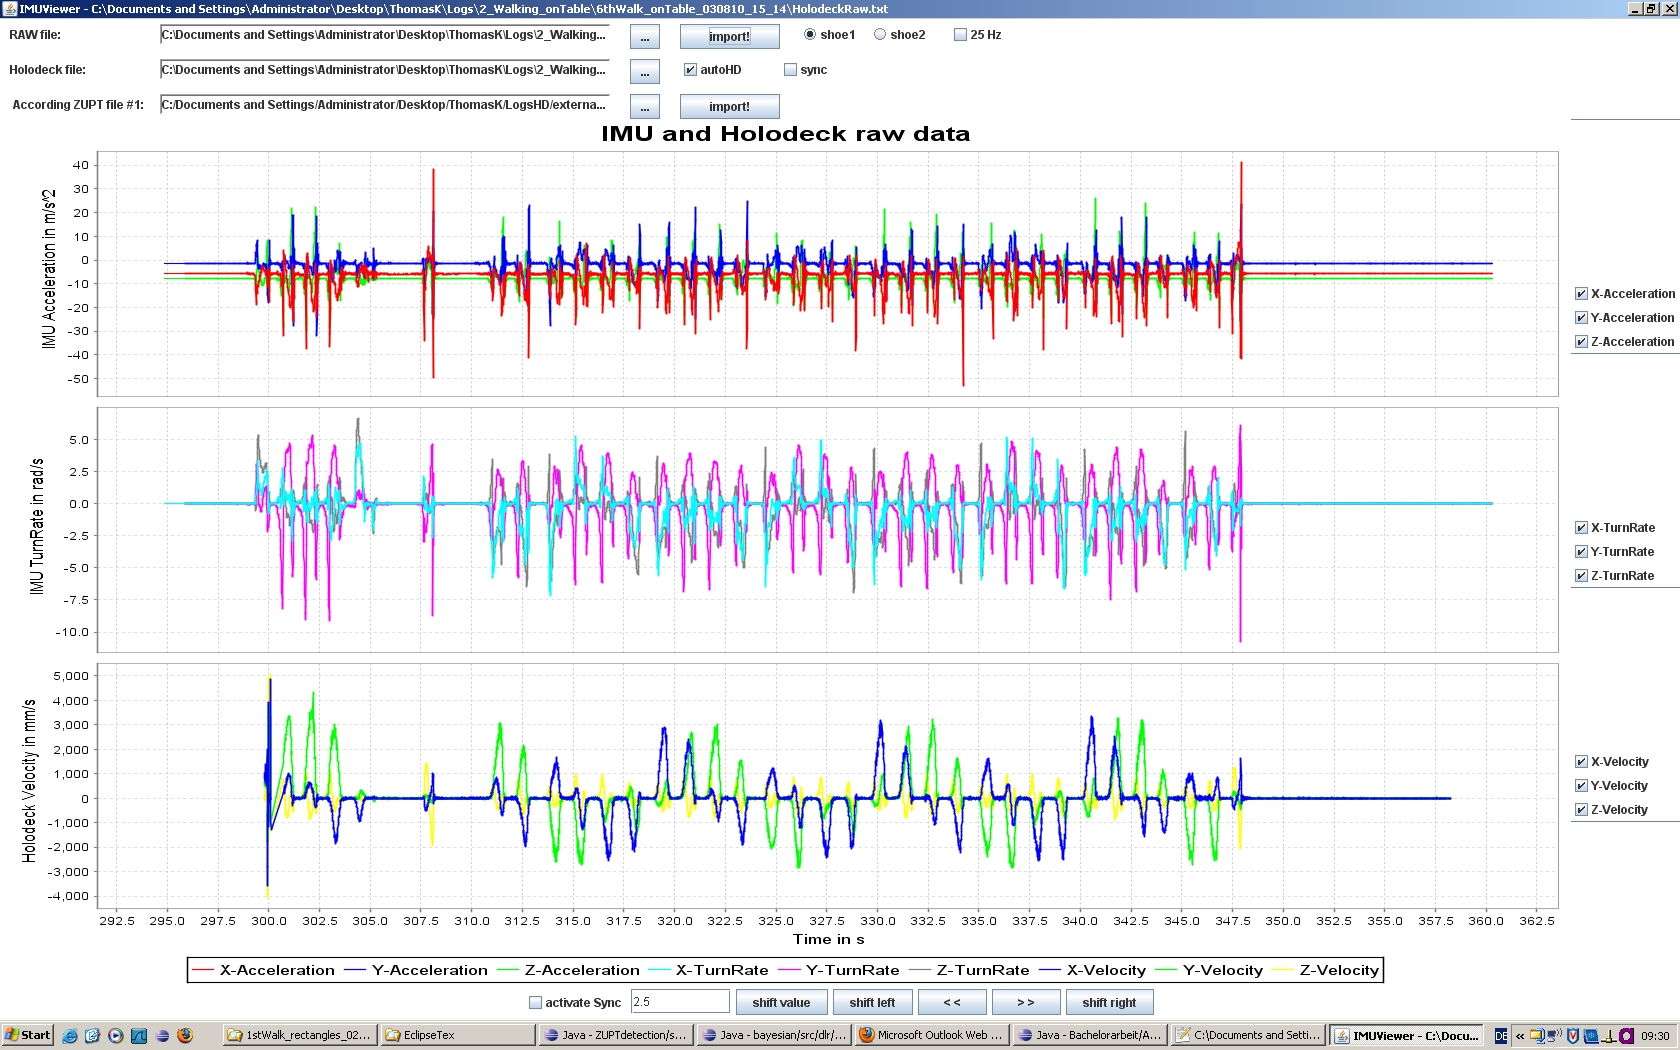 IMUViewer - C:\Documents and Settings\Administrator\Desktop\ThomasK\Logs\2_Walking_onTable\6thWalk_onTable_030810_15_14\HolodeckRaw.txt
RAW file: C:\Documents and Settings\Administrator\Desktop\ThomasK\Logs\2_Walking... ... import! shoe1 shoe2 25 Hz
Holodeck file: C:\Documents and Settings\Administrator\Desktop\ThomasK\Logs\2_Walking... ... autoHD sync
According ZUPT file #1: C:/Documents and Settings/Administrator/Desktop/ThomasK/LogsHD/externa... ... import!
IMU and Holodeck raw data
IMU Acceleration in m/s^2
40
30
20
10
0
-10
-20
-30
-40
-50
X-Acceleration
Y-Acceleration
Z-Acceleration
IMU TurnRate in rad/s
5.0
2.5
0.0
-2.5
-5.0
-7.5
-10.0
X-TurnRate
Y-TurnRate
Z-TurnRate
Holodeck Velocity in mm/s
5,000
4,000
3,000
2,000
1,000
0
-1,000
-2,000
-3,000
-4,000
X-Velocity
Y-Velocity
Z-Velocity
292.5 295.0 297.5 300.0 302.5 305.0 307.5 310.0 312.5 315.0 317.5 320.0 322.5 325.0 327.5 330.0 332.5 335.0 337.5 340.0 342.5 345.0 347.5 350.0 352.5 355.0 357.5 360.0 362.5
Time in s
X-Acceleration Y-Acceleration Z-Acceleration X-TurnRate Y-TurnRate Z-TurnRate X-Velocity Y-Velocity Z-Velocity
activate Sync 2.5 shift value shift left < < > > shift right
Start 1stWalk_rectangles_02... EclipseTex Java - ZUPTdetection/s... Java - bayesian/src/dlr/... Microsoft Outlook Web ... Java - Bachelorarbeit/A... C:\Documents and Setti... IMUViewer - C:\Docu... DE « 09:30